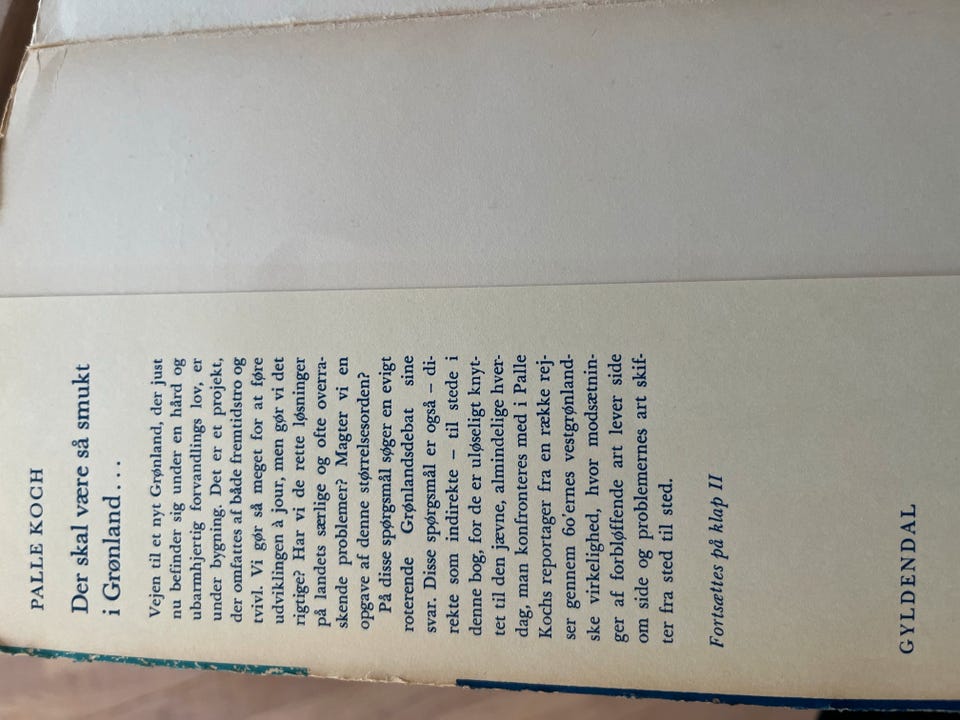 PALLE KOCH
Der skal være så smukt
i Grønland...
Vejen til et nyt Grønland, der just
nu befinder sig under en hård og
ubarmhjertig forvandlings lov, er
under bygning. Det er et projekt,
der omfattes af både fremtidstro og
tvivl. Vi gør så meget for at føre
udviklingen à jour, men gør vi det
rigtige? Har vi de rette løsninger
på landets særlige og ofte overra-
skende problemer? Magter vi en
opgave af denne størrelsesorden?
På disse spørgsmål søger en evigt
roterende Grønlandsdebat sine
svar. Disse spørgsmål er også – di-
rekte som indirekte – til stede i
denne bog, for de er uløseligt knyt-
tet til den jævne, almindelige hver-
dag, man konfronteres med i Palle
Kochs reportager fra en række rej-
ser gennem 60'ernes vestgrønland-
ske virkelighed, hvor modsætnin-
ger af forbløffende art lever side
om side og problemernes art skif-
ter fra sted til sted.
Fortsættes på klap II
GYLDENDAL